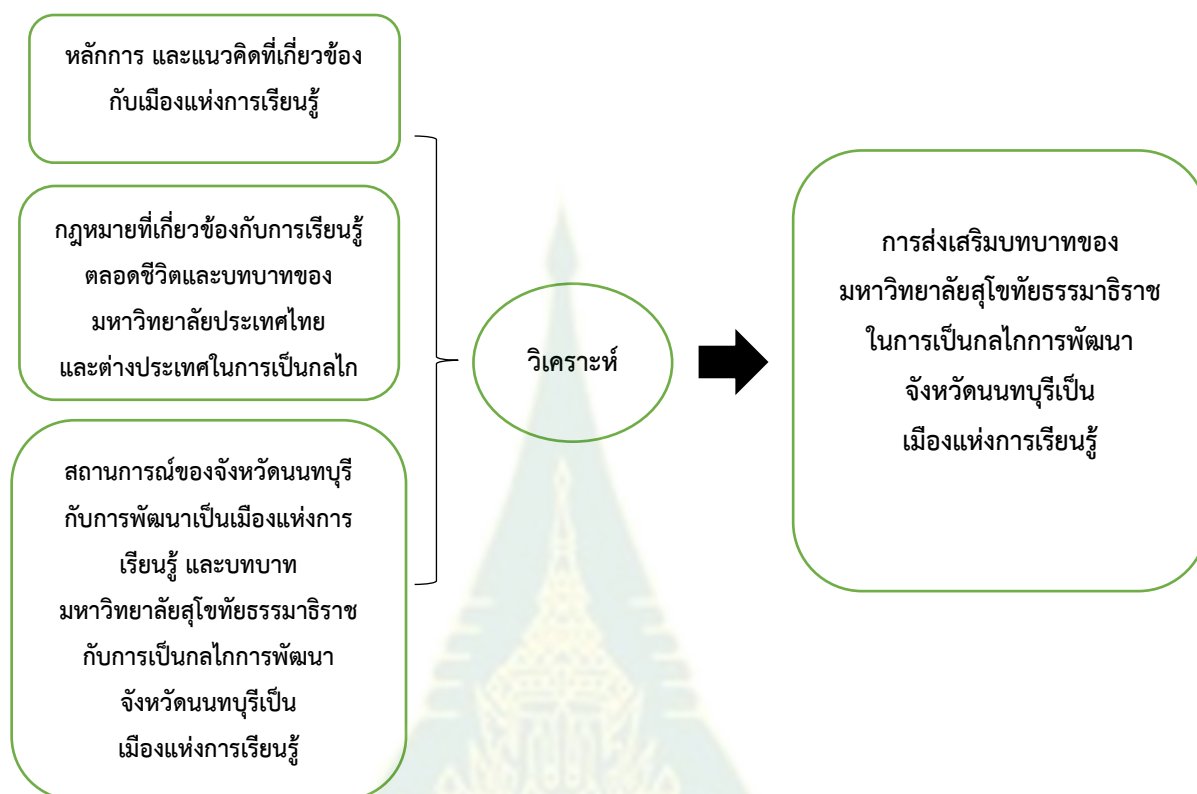 หลักการ และแนวคิดที่เกี่ยวข้อง
กับเมืองแห่งการเรียนรู้
กฎหมายที่เกี่ยวข้องกับการเรียนรู้
ตลอดชีวิตและบทบาทของ
มหาวิทยาลัยประเทศไทย
และต่างประเทศในการเป็นกลไก
สถานการณ์ของจังหวัดนนทบุรี
กับการพัฒนาเป็นเมืองแห่งการ
เรียนรู้ และบทบาท
มหาวิทยาลัยสุโขทัยธรรมาธิราช
กับการเป็นกลไกการพัฒนา
จังหวัดนนทบุรีเป็น
เมืองแห่งการเรียนรู้
วิเคราะห์
การส่งเสริมบทบาทของ
มหาวิทยาลัยสุโขทัยธรรมาธิราช
ในการเป็นกลไกการพัฒนา
จังหวัดนนทบุรีเป็น
เมืองแห่งการเรียนรู้